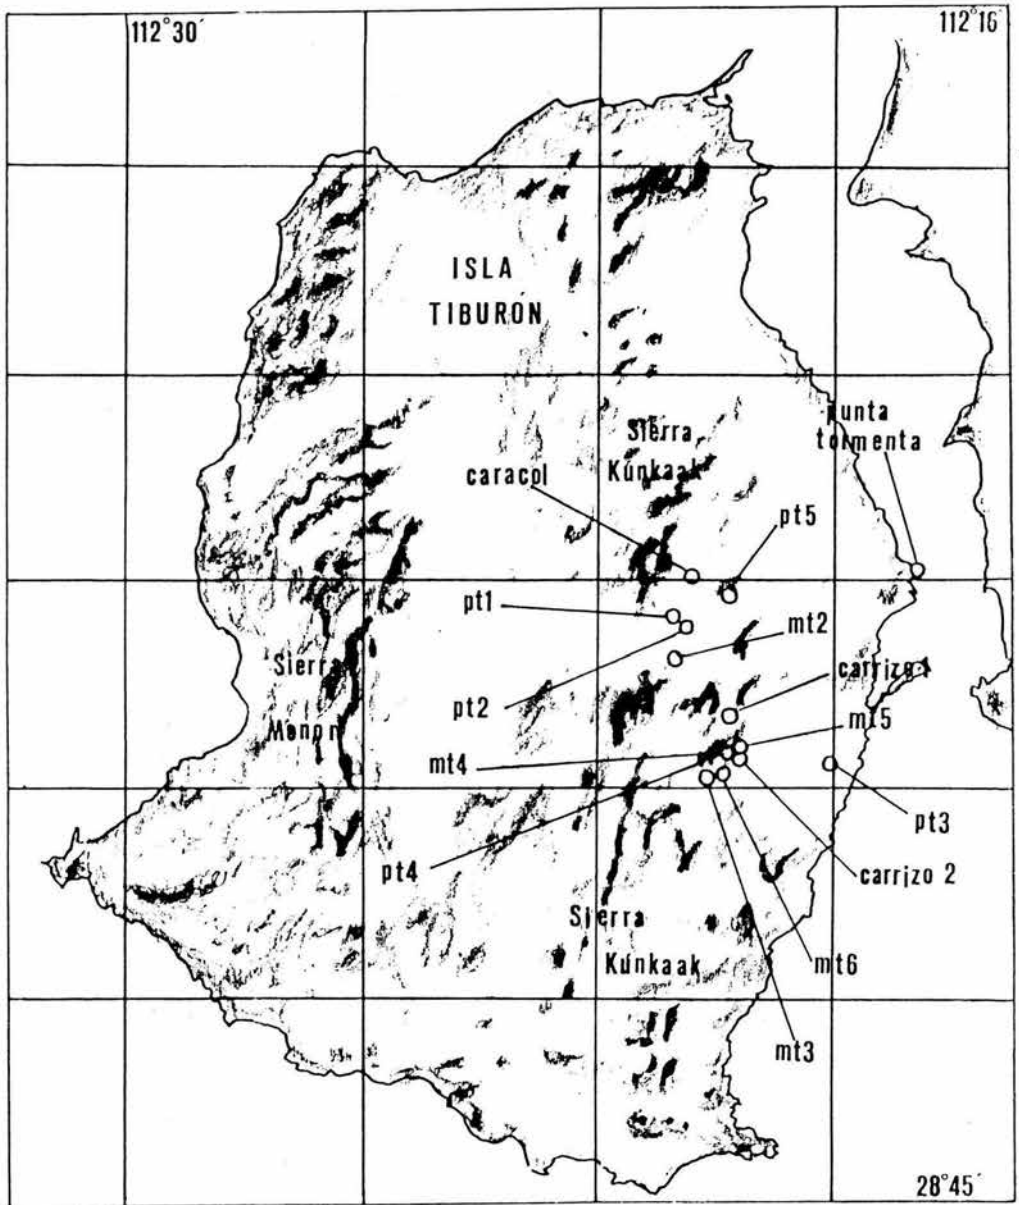 112°30´
112°16´
ISLA
TIBURON
punta
tormenta
Sierra
Kunkaak
caracol
pt5
pt1
mt2
Sierra
Menor
carrizo 1
pt2
mt5
mt4
pt3
pt4
carrizo 2
Sierra
Kunkaak
mt6
mt3
28°45´